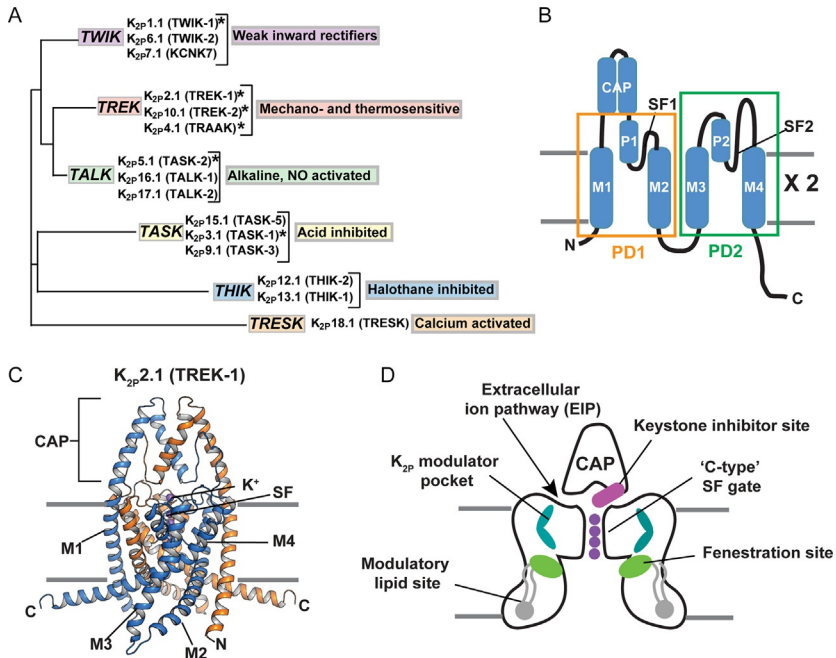 A
TWIK
K2P1.1 (TWIK-1)*
K2P6.1 (TWIK-2)
K2P7.1 (KCNK7)
Weak inward rectifiers
TREK
K2P2.1 (TREK-1)*
K2P10.1 (TREK-2)*
K2P4.1 (TRAAK)*
Mechano- and thermosensitive
TALK
K2P5.1 (TASK-2)*
K2P16.1 (TALK-1)
K2P17.1 (TALK-2)
Alkaline, NO activated
TASK
K2P15.1 (TASK-5)
K2P3.1 (TASK-1)*
K2P9.1 (TASK-3)
Acid inhibited
THIK
K2P12.1 (THIK-2)
K2P13.1 (THIK-1)
Halothane inhibited
TRESK
K2P18.1 (TRESK)
Calcium activated
B
CAP
SF1
SF2
P1
P2
M1
M2
M3
M4
X 2
N
PD1
PD2
C
C
K2P2.1 (TREK-1)
CAP
K+
SF
M1
M4
C
C
M3
M2
N
D
Extracellular
ion pathway (EIP)
Keystone inhibitor site
CAP
K2P modulator
pocket
'C-type'
SF gate
Modulatory
lipid site
Fenestration site